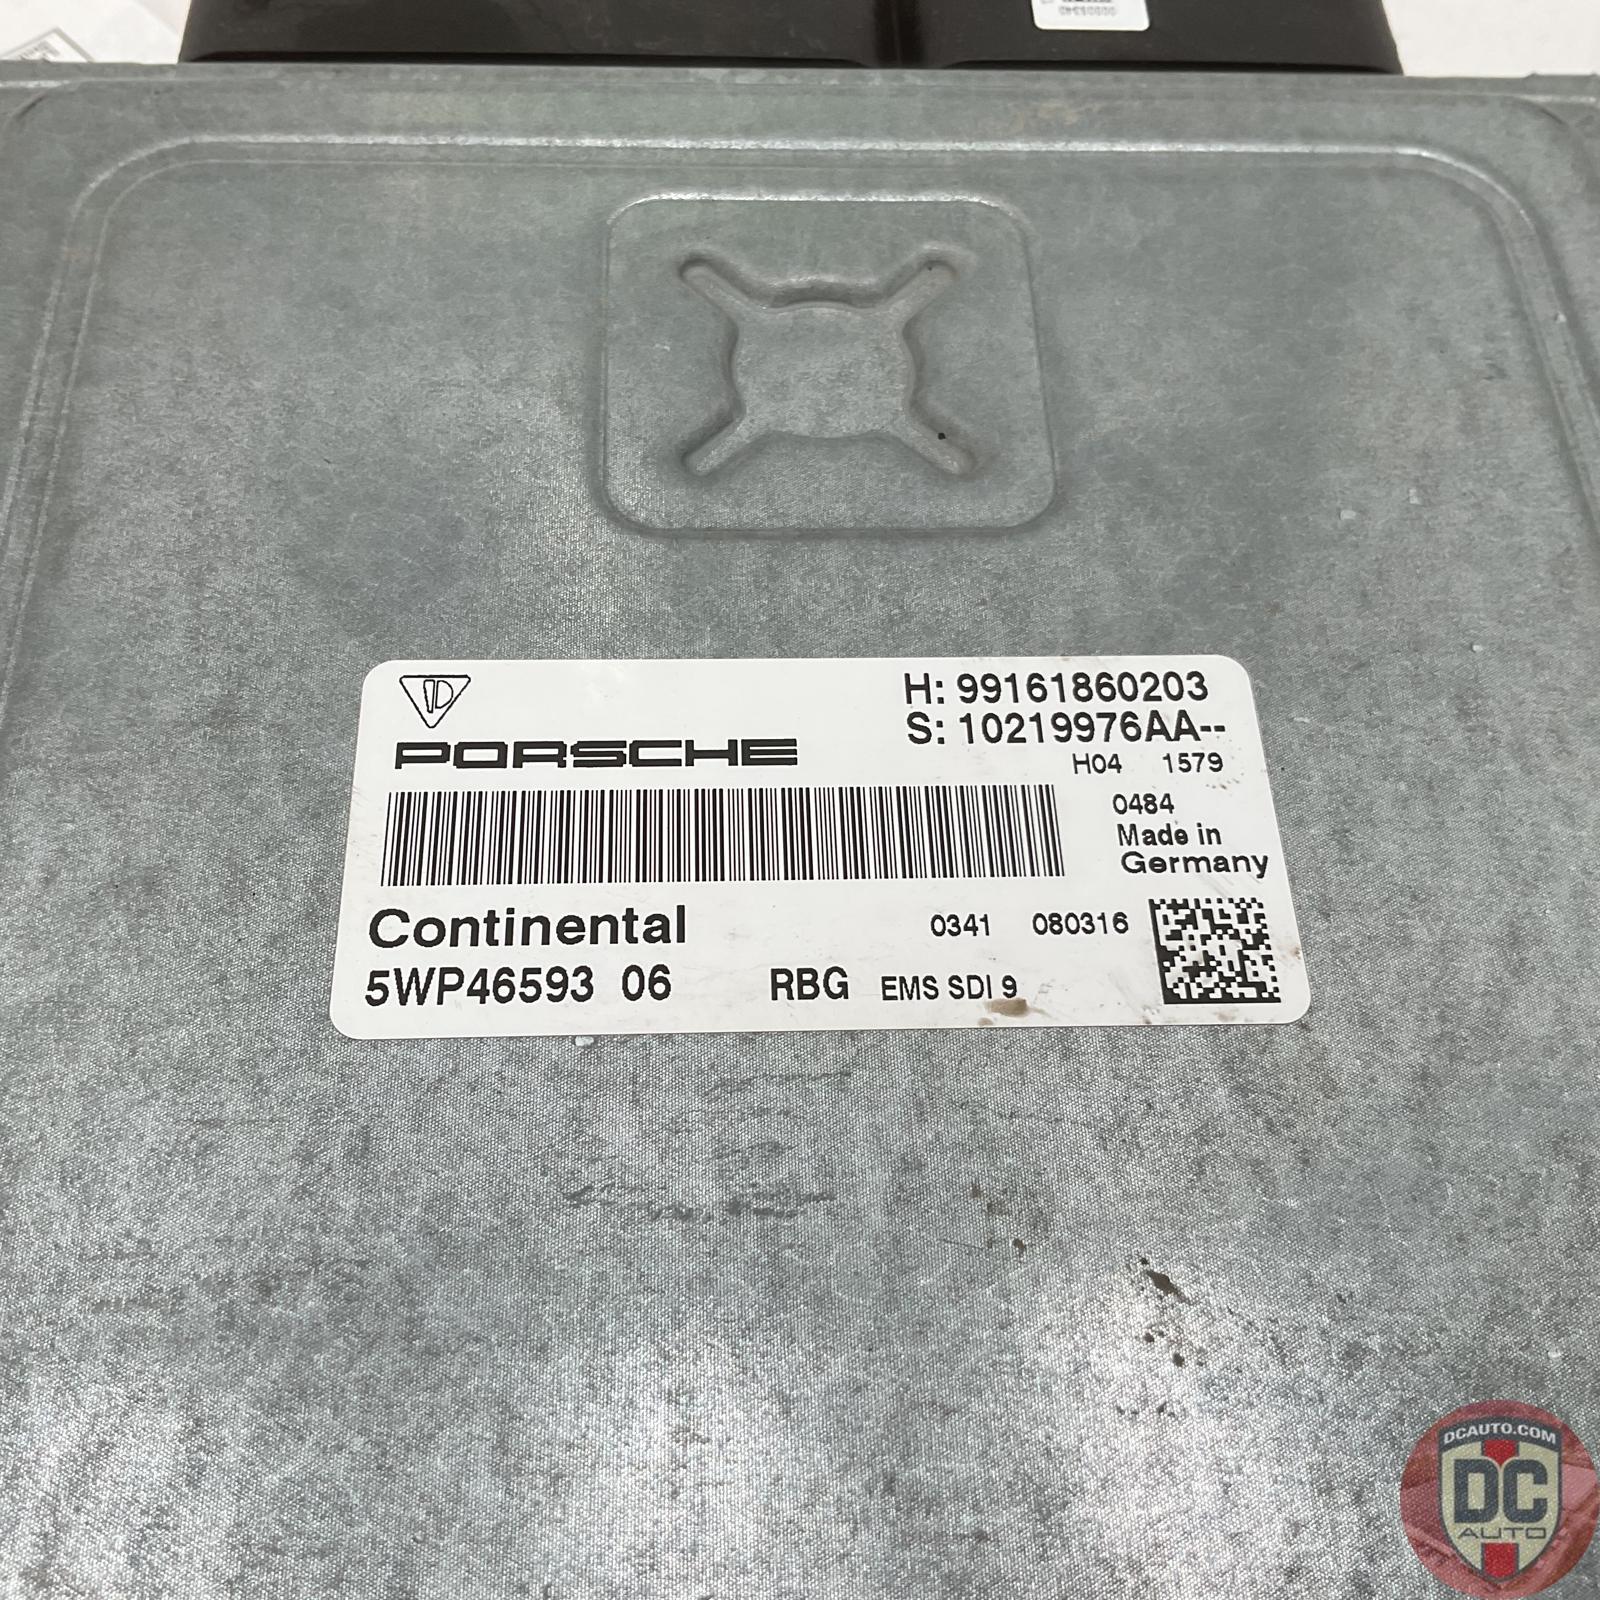 PORSCHE
H: 99161860203
S: 10219976AA--
H04 1579
0484
Made in
Germany
Continental
0341 080316
5WP46593 06 RBG EMS SDI 9
DCAUTO.COM
DC
AUTO